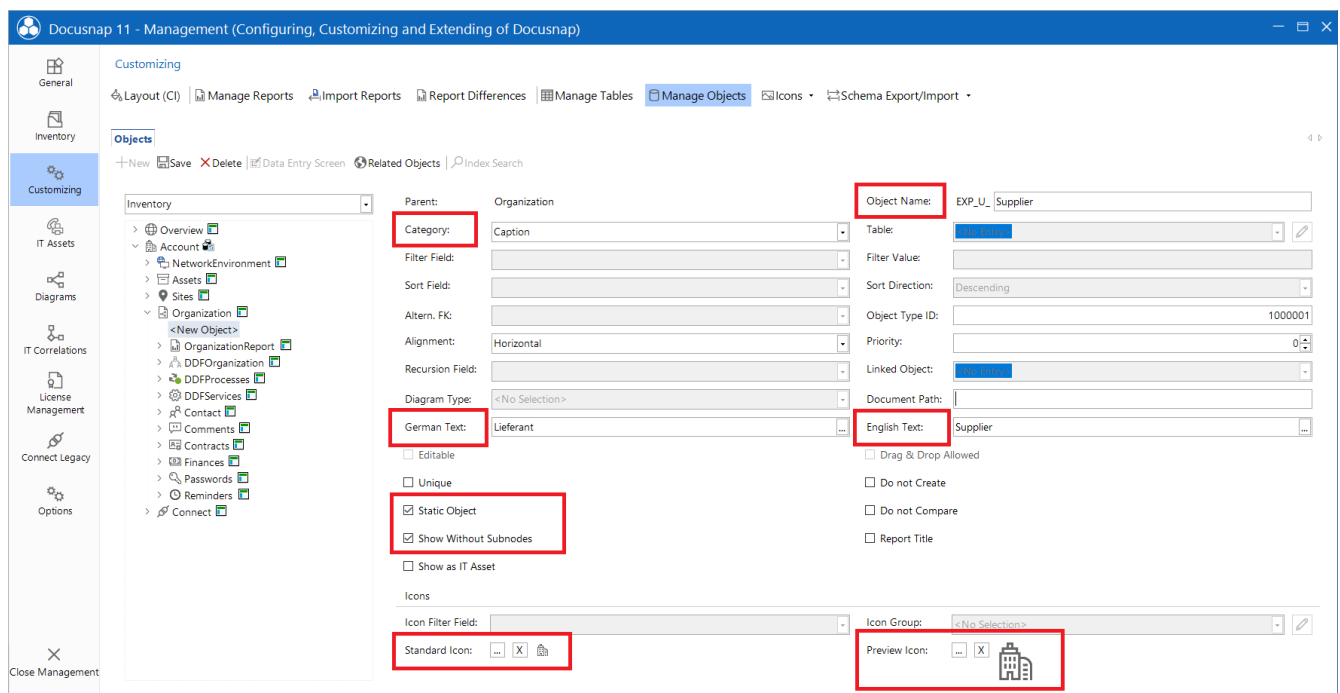 Docusnap 11 - Management (Configuring, Customizing and Extending of Docusnap)
General
Inventory
Customizing
IT Assets
Diagrams
IT Correlations
License
Management
Connect Legacy
Options
Close Management
Customizing
Layout (CI) Manage Reports Import Reports Report Differences Manage Tables Manage Objects Icons Schema Export/Import
Objects
New Save Delete Data Entry Screen Related Objects Index Search
Inventory
Overview
Account
NetworkEnvironment
Assets
Sites
Organization
<New Object>
OrganizationReport
DDFOrganization
DDFProcesses
DDFServices
Contact
Comments
Contracts
Finances
Passwords
Reminders
Connect
Parent: Organization Object Name: EXP_U_ Supplier
Category: Caption Table: <No Entry>
Filter Field: Filter Value:
Sort Field: Sort Direction: Descending
Altern. FK: Object Type ID: 1000001
Alignment: Horizontal Priority: 0
Recursion Field: Linked Object: <No Entry>
Diagram Type: <No Selection> Document Path:
German Text: Lieferant ... English Text: Supplier ...
Editable Drag & Drop Allowed
Unique Do not Create
Static Object Do not Compare
Show Without Subnodes Report Title
Show as IT Asset
Icons
Icon Filter Field: Icon Group: <No Selection>
Standard Icon: ... X Preview Icon: ... X